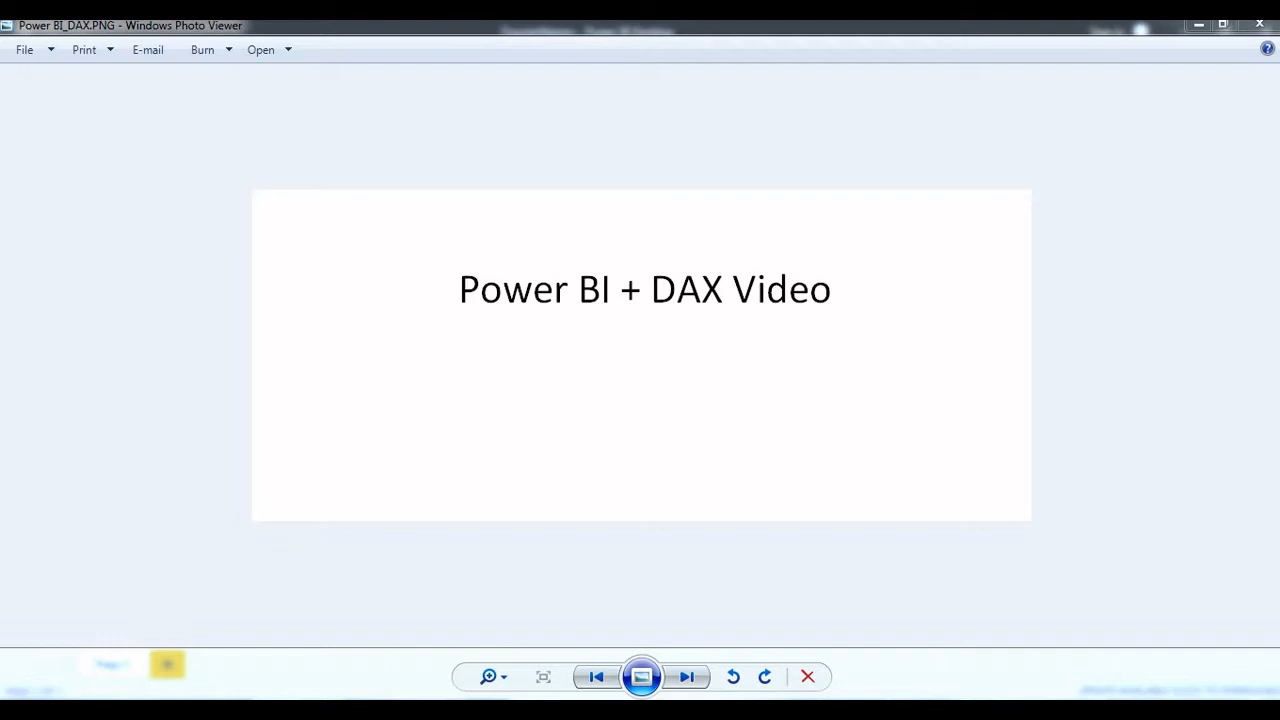 Power BI_DAX.PNG - Windows Photo Viewer
File Print E-mail Burn Open
Power BI + DAX Video